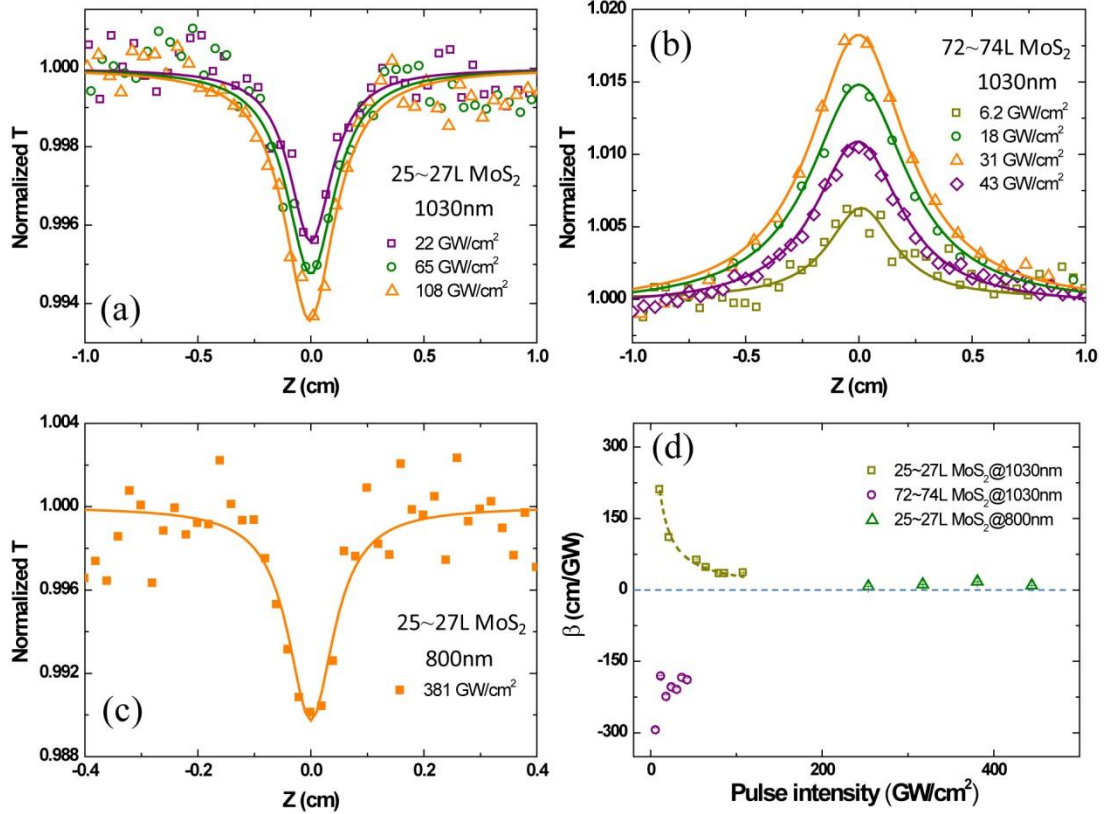 (a)
Normalized T
1.000
0.998
0.996
0.994
25~27L MoS₂
1030nm
22 GW/cm²
65 GW/cm²
108 GW/cm²
-1.0 -0.5 0.0 0.5 1.0
Z (cm)
(b)
Normalized T
1.020
1.015
1.010
1.005
1.000
72~74L MoS₂
1030nm
6.2 GW/cm²
18 GW/cm²
31 GW/cm²
43 GW/cm²
-1.0 -0.5 0.0 0.5 1.0
Z (cm)
(c)
Normalized T
1.004
1.000
0.996
0.992
0.988
25~27L MoS₂
800nm
381 GW/cm²
-0.4 -0.2 0.0 0.2 0.4
Z (cm)
(d)
β (cm/GW)
300
150
0
-150
-300
25~27L MoS₂@1030nm
72~74L MoS₂@1030nm
25~27L MoS₂@800nm
0 200 400
Pulse intensity (GW/cm²)